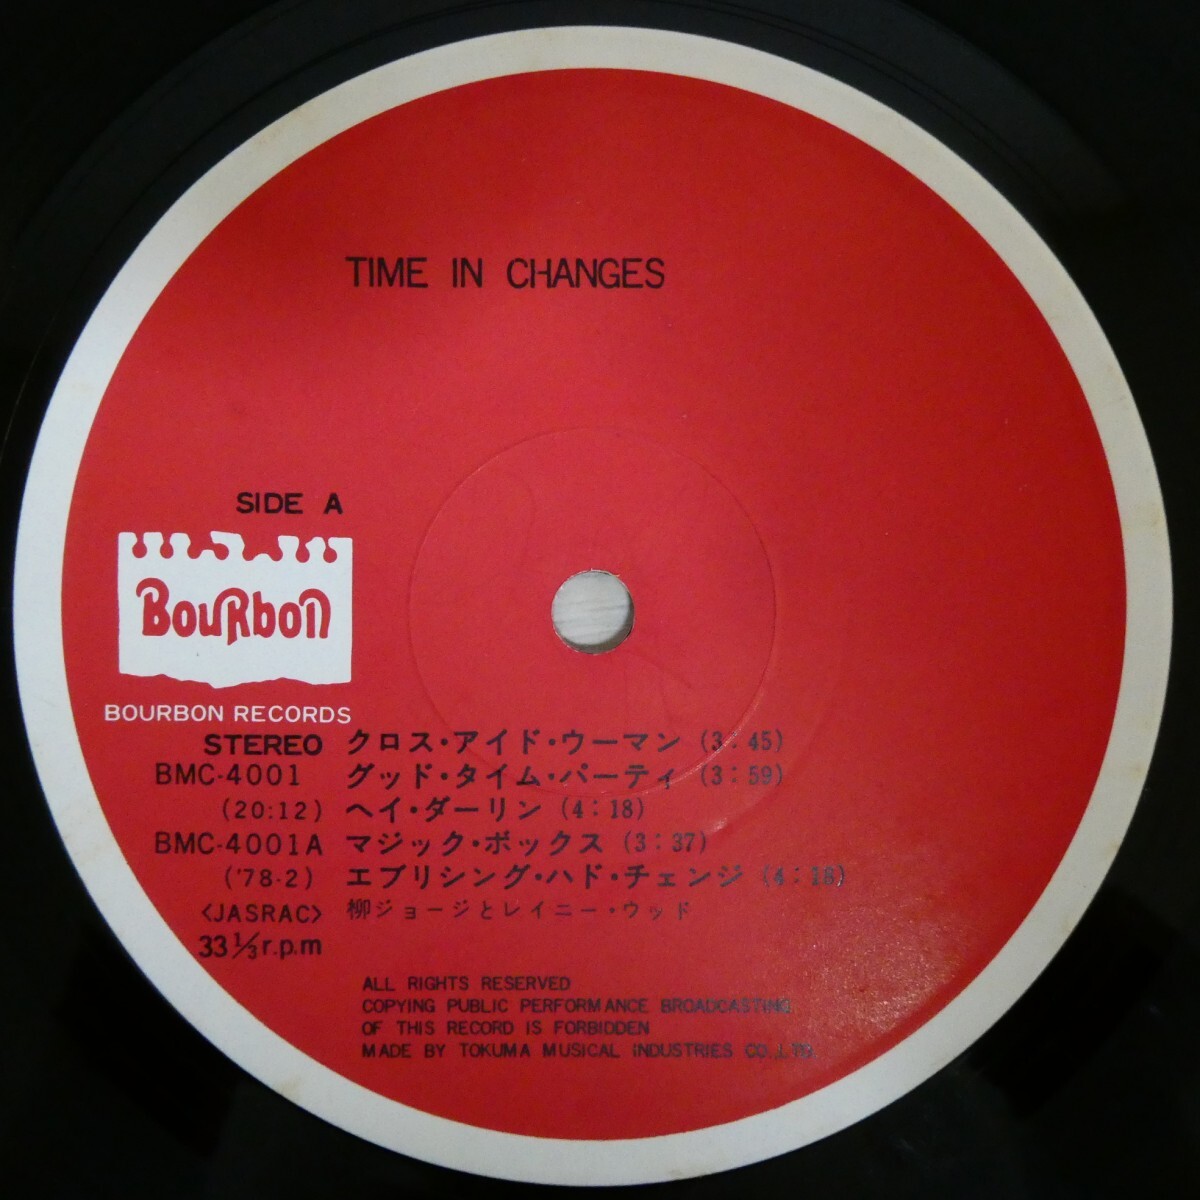 TIME IN CHANGES
SIDE A
BouRbon
BOURBON RECORDS
STEREO クロス・アイド・ウーマン (3:45)
BMC-4001 グッド・タイム・パーティ (3:59)
(20:12) ヘイ・ダーリン (4:18)
BMC-4001A マジック・ボックス (3:37)
('78・2) エブリシング・ハド・チェンジ (4:18)
<JASRAC> 柳ジョージとレイニー・ウッド
33⅓r.p.m
ALL RIGHTS RESERVED
COPYING PUBLIC PERFORMANCE BROADCASTING
OF THIS RECORD IS FORBIDDEN
MADE BY TOKUMA MUSICAL INDUSTRIES CO.,LTD.